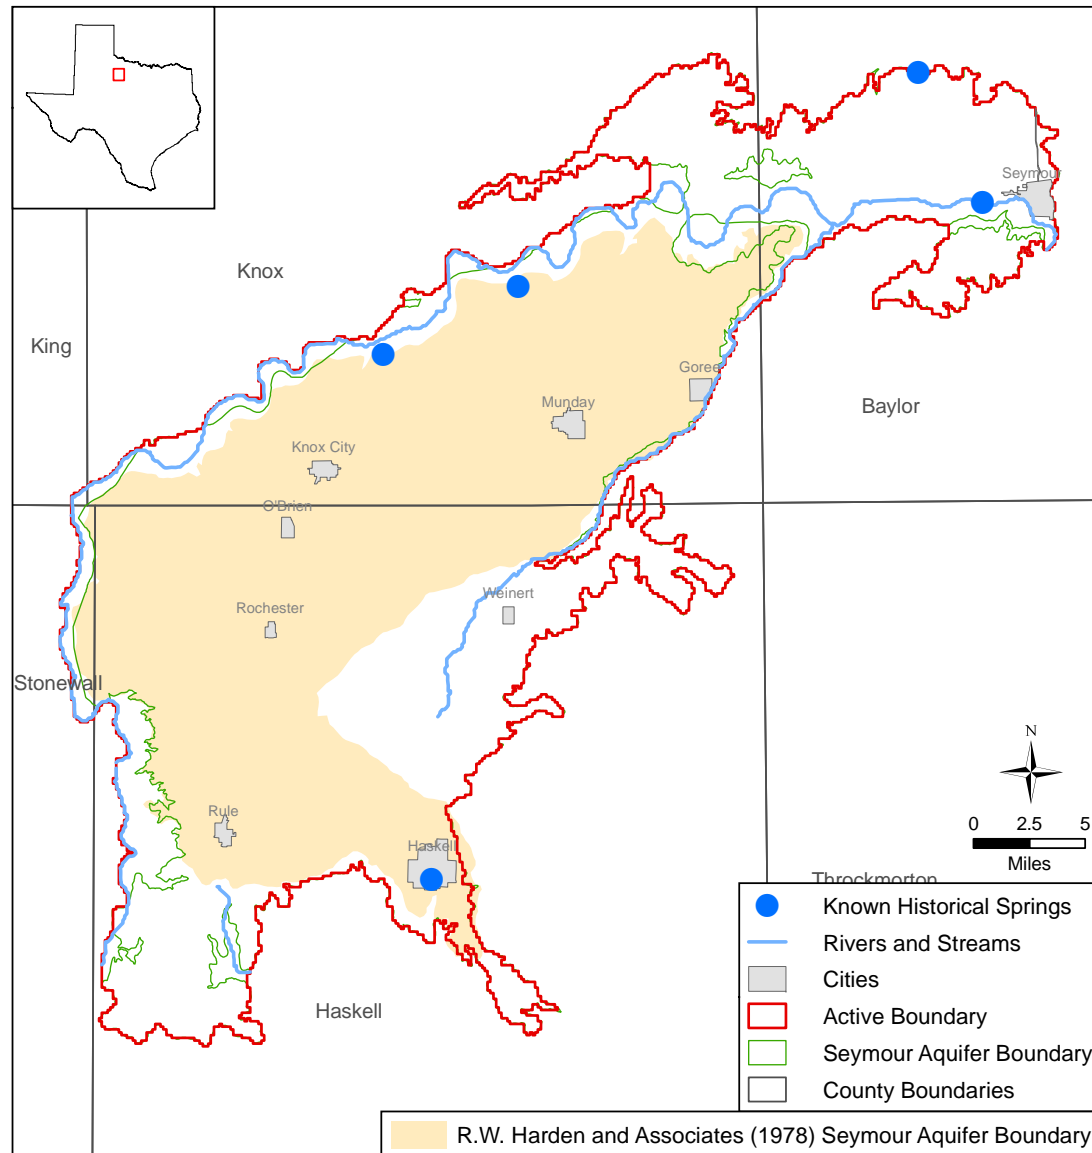 Seymour
Knox
King
Goree
Munday
Baylor
Knox City
O'Brien
Weinert
Rochester
Stonewall
N
Rule
0 2.5 5
Miles
Haskell
Throckmorton
Haskell
Known Historical Springs
Rivers and Streams
Cities
Active Boundary
Seymour Aquifer Boundary
County Boundaries
R.W. Harden and Associates (1978) Seymour Aquifer Boundary